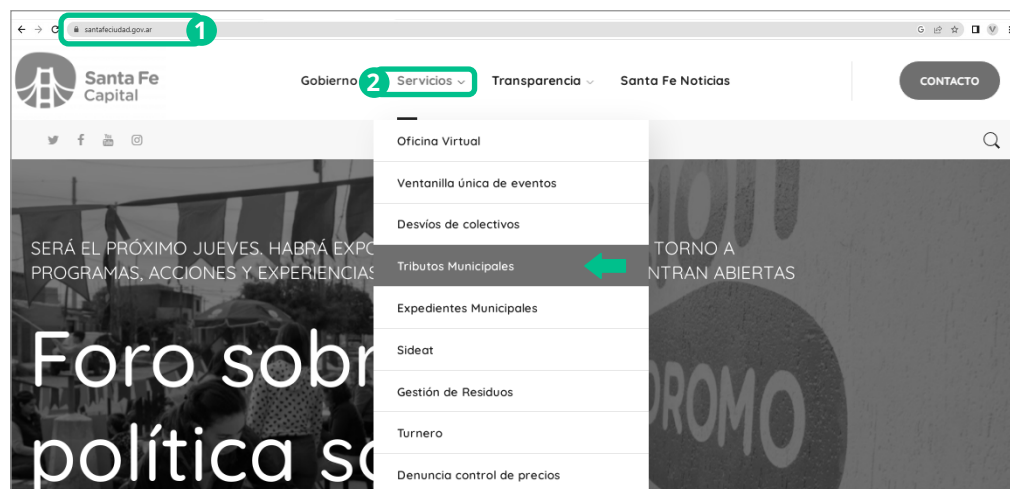 santafeciudad.gov.ar
1
Santa Fe
Capital
Gobierno
2
Servicios
Transparencia
Santa Fe Noticias
CONTACTO
Oficina Virtual
Ventanilla única de eventos
Desvíos de colectivos
Tributos Municipales
Expedientes Municipales
Sideat
Gestión de Residuos
Turnero
Denuncia control de precios
SERÁ EL PRÓXIMO JUEVES. HABRÁ EXPO TORNO A
PROGRAMAS, ACCIONES Y EXPERIENCIAS NTRAN ABIERTAS
Foro sobr
política so
DROMO